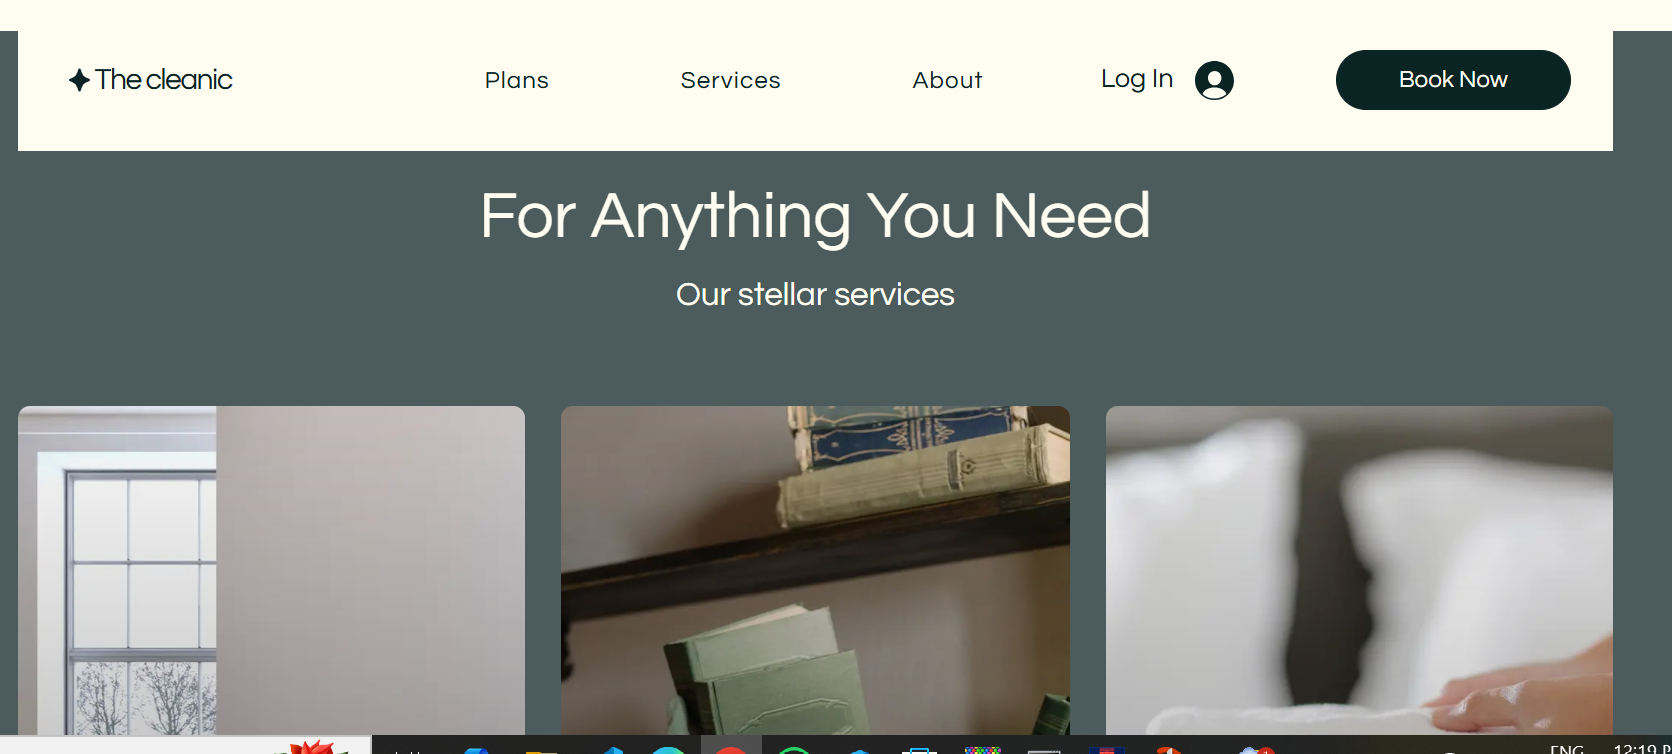 The cleanic
Plans
Services
About
Log In
Book Now
For Anything You Need
Our stellar services
ENG
12:19 P